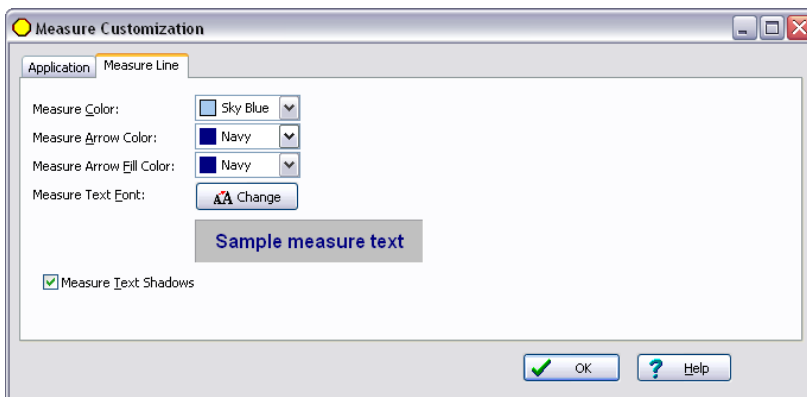 Measure Customization
Application Measure Line
Measure Color: Sky Blue
Measure Arrow Color: Navy
Measure Arrow Fill Color: Navy
Measure Text Font: AA Change
Sample measure text
Measure Text Shadows
OK ? Help